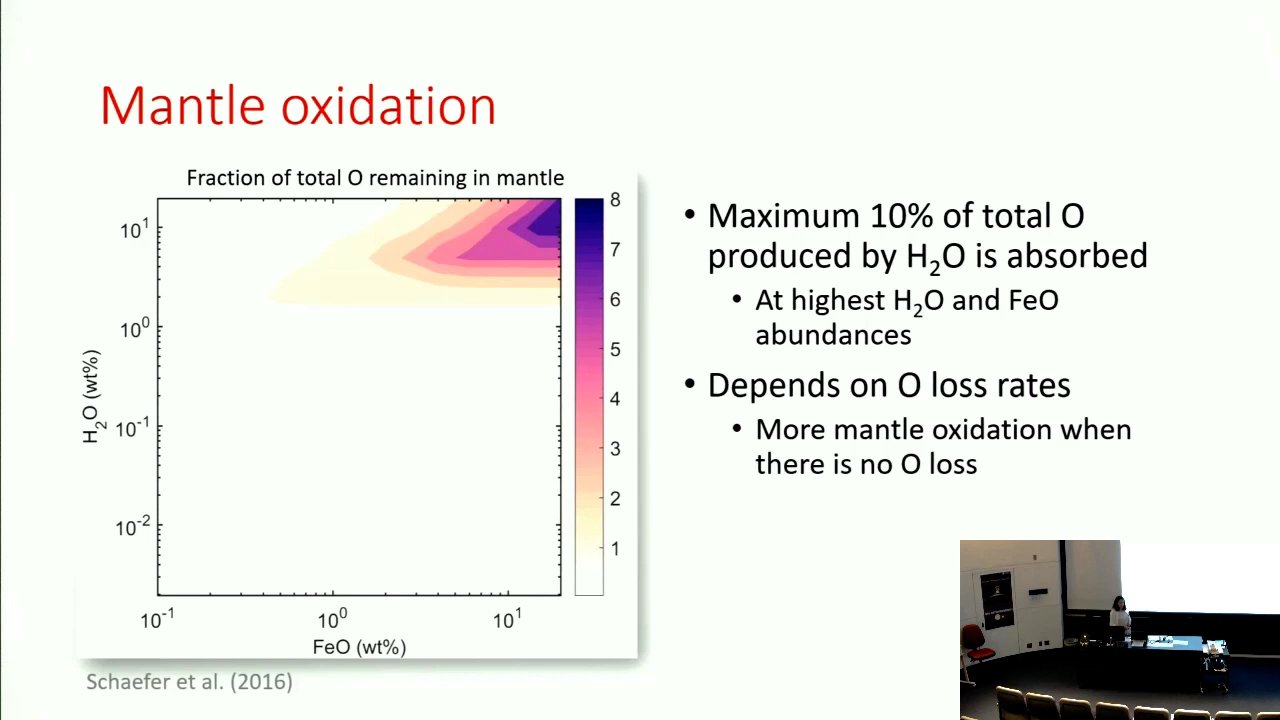 Mantle oxidation
Fraction of total O remaining in mantle
8
7
6
5
4
3
2
1
10¹
10⁰
10⁻¹
10⁻²
H₂O (wt%)
10⁻¹ 10⁰ 10¹
FeO (wt%)
Schaefer et al. (2016)
• Maximum 10% of total O
produced by H₂O is absorbed
• At highest H₂O and FeO
abundances
• Depends on O loss rates
• More mantle oxidation when
there is no O loss